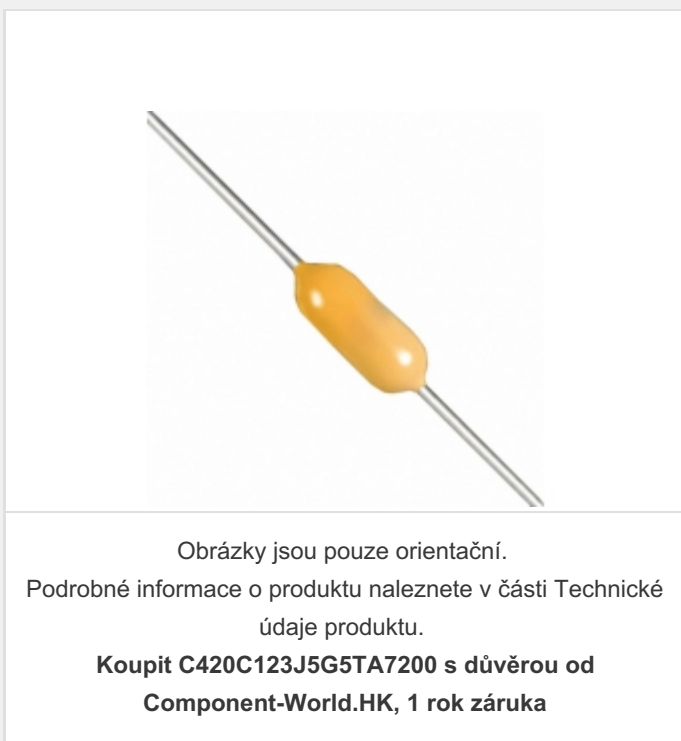 Obrázky jsou pouze orientační.
Podrobné informace o produktu naleznete v části Technické
údaje produktu.
Koupit C420C123J5G5TA7200 s důvěrou od
Component-World.HK, 1 rok záruka